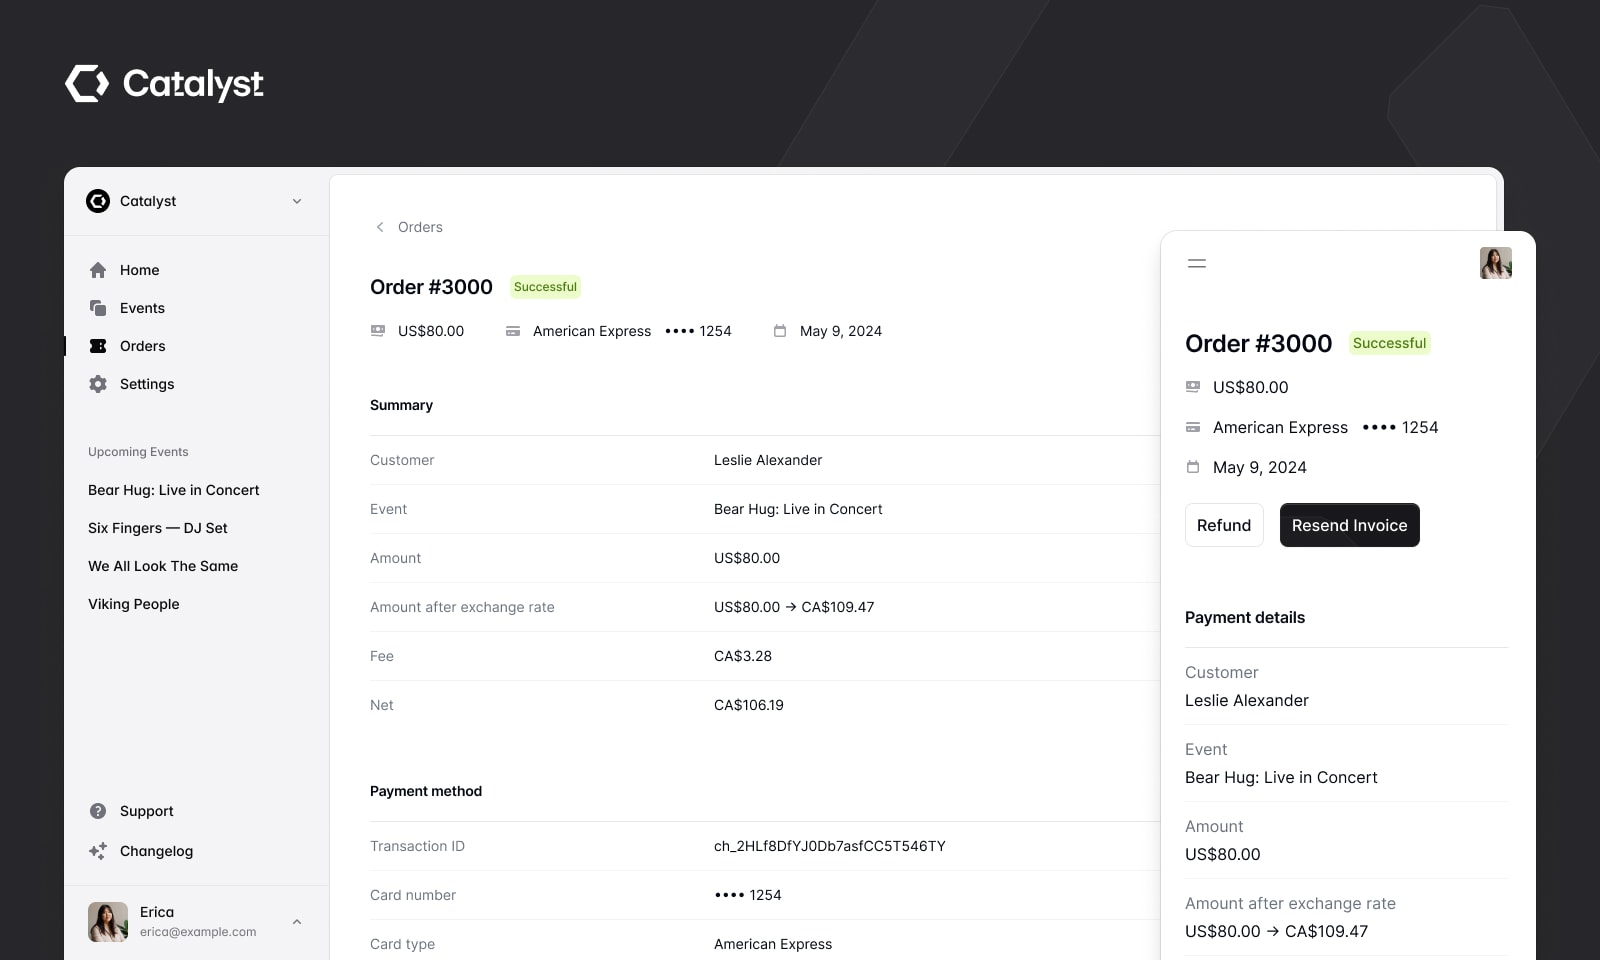 Catalyst
Catalyst
Home
Events
Orders
Settings
Upcoming Events
Bear Hug: Live in Concert
Six Fingers — DJ Set
We All Look The Same
Viking People
Support
Changelog
Erica
erica@example.com
Orders
Order #3000 Successful
US$80.00 American Express •••• 1254 May 9, 2024
Summary
Customer Leslie Alexander
Event Bear Hug: Live in Concert
Amount US$80.00
Amount after exchange rate US$80.00 → CA$109.47
Fee CA$3.28
Net CA$106.19
Payment method
Transaction ID ch_2HLf8DfYJ0Db7asfCC5T546TY
Card number •••• 1254
Card type American Express
Order #3000 Successful
US$80.00
American Express •••• 1254
May 9, 2024
Refund Resend Invoice
Payment details
Customer
Leslie Alexander
Event
Bear Hug: Live in Concert
Amount
US$80.00
Amount after exchange rate
US$80.00 → CA$109.47